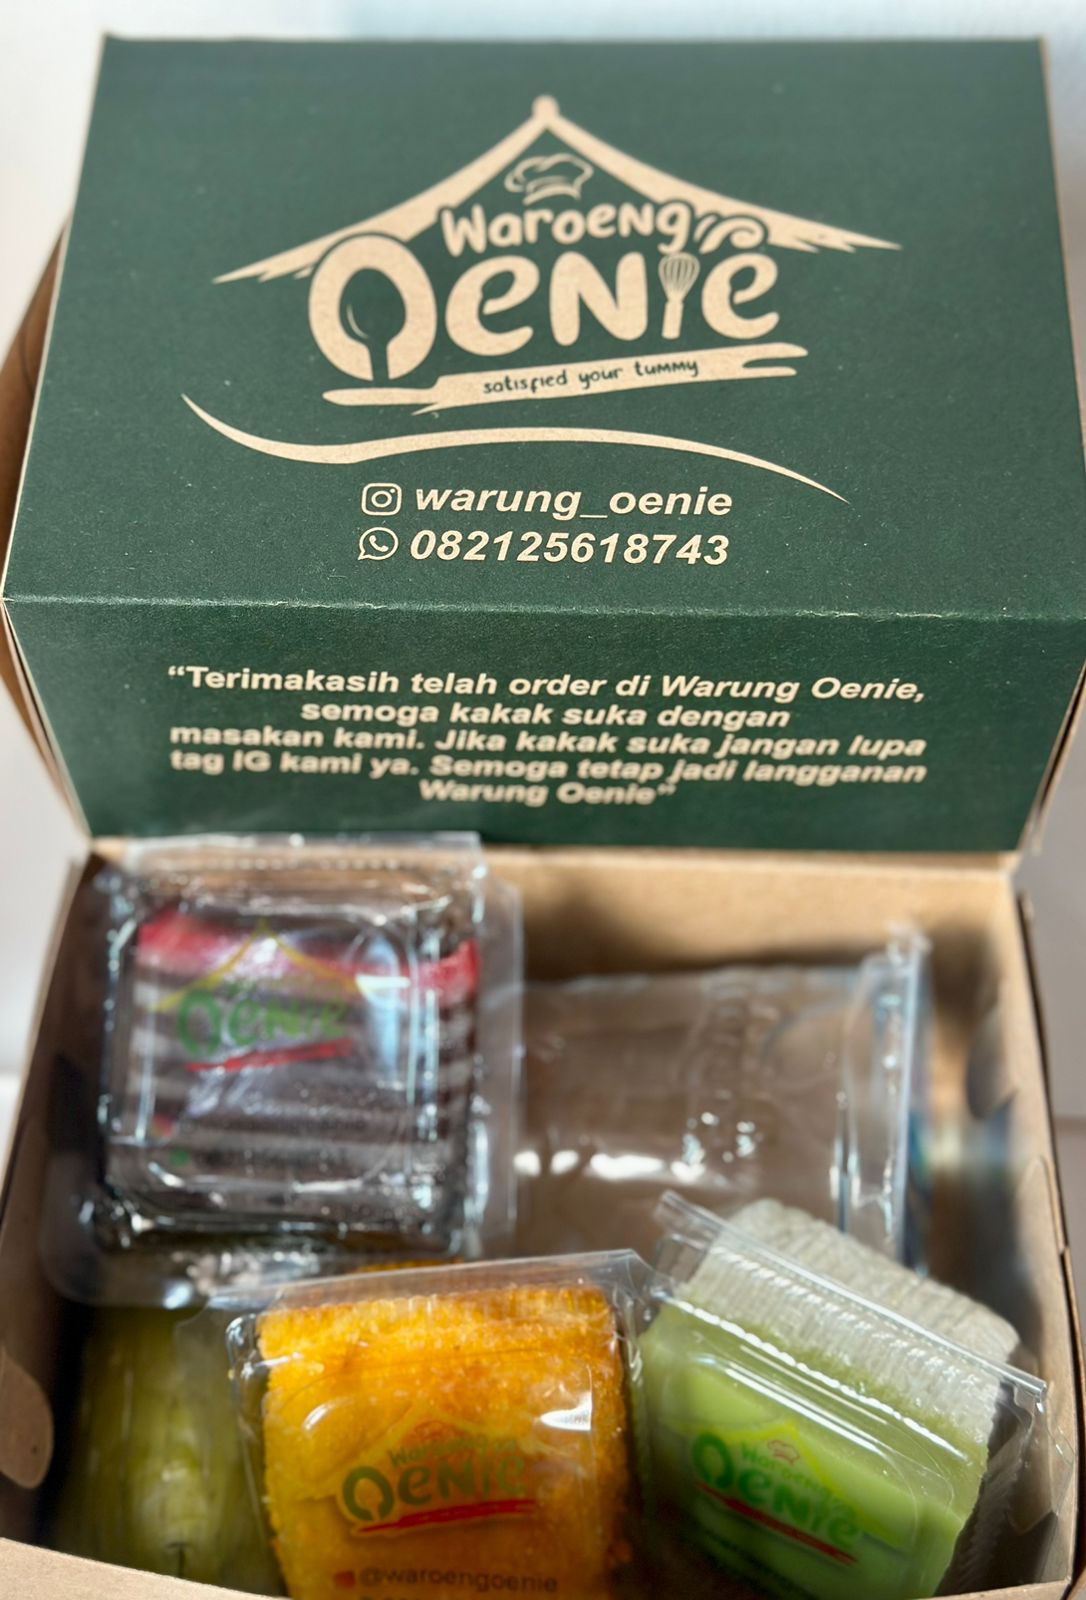 Waroeng
Oenie
satisfied your tummy
warung_oenie
082125618743
“Terimakasih telah order di Warung Oenie,
semoga kakak suka dengan
masakan kami. Jika kakak suka jangan lupa
tag IG kami ya. Semoga tetap jadi langganan
Warung Oenie”
Oenie
Waroeng
Oenie
@waroengoenie
Waroeng
Oenie